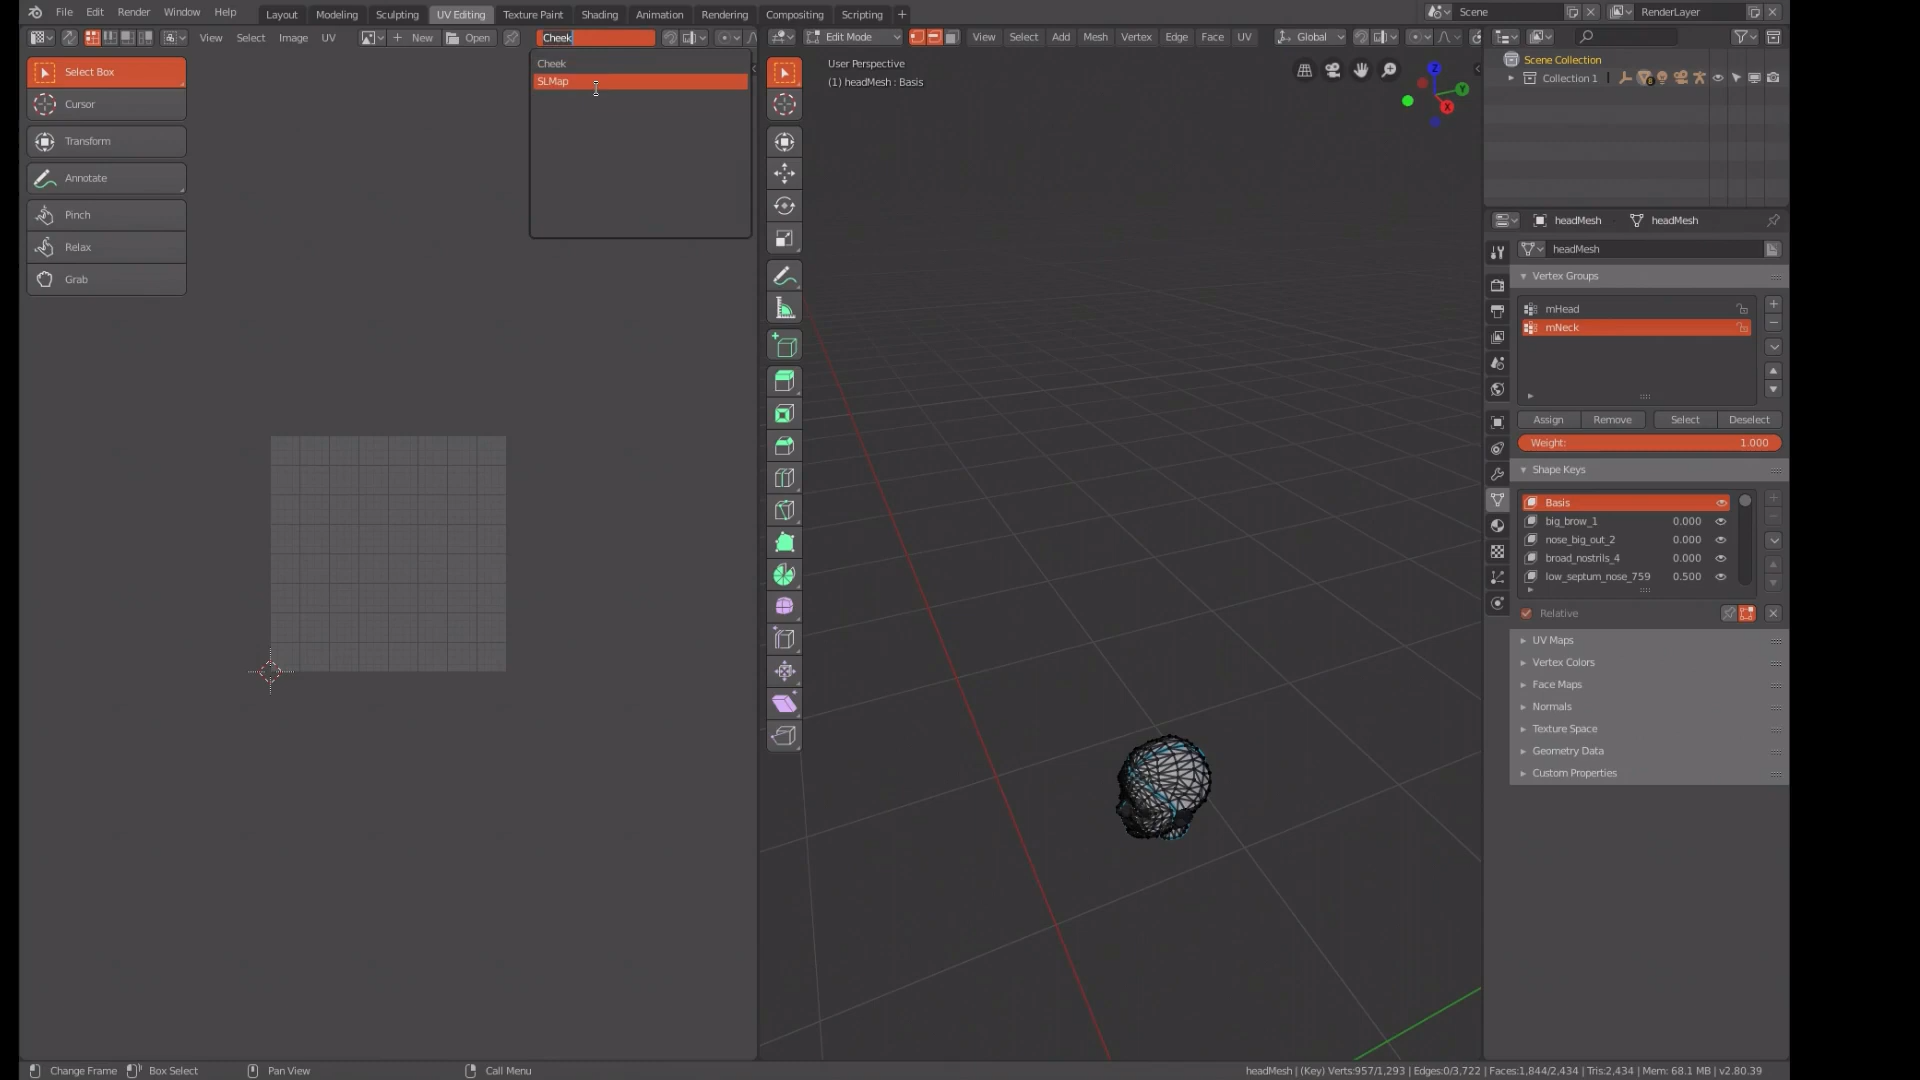 File Edit Render Window Help Layout Modeling Sculpting UV Editing Texture Paint Shading Animation Rendering Compositing Scripting + Scene RenderLayer
View Select Image UV + New Open Cheek
Cheek
SLMap
Select Box
Cursor
Transform
Annotate
Pinch
Relax
Grab
Edit Mode View Select Add Mesh Vertex Edge Face UV Global
User Perspective
(1) headMesh : Basis
Z
Y
X
Scene Collection
Collection 1
headMesh headMesh
headMesh
Vertex Groups
mHead
mNeck
Assign Remove Select Deselect
Weight: 1.000
Shape Keys
Basis
big_brow_1 0.000
nose_big_out_2 0.000
broad_nostrils_4 0.000
low_septum_nose_759 0.500
Relative
UV Maps
Vertex Colors
Face Maps
Normals
Texture Space
Geometry Data
Custom Properties
Change Frame Box Select Pan View Call Menu headMesh | (Key) Verts:957/1,293 | Edges:0/3,722 | Faces:1,844/2,434 | Tris:2,434 | Mem: 68.1 MB | v2.80.39